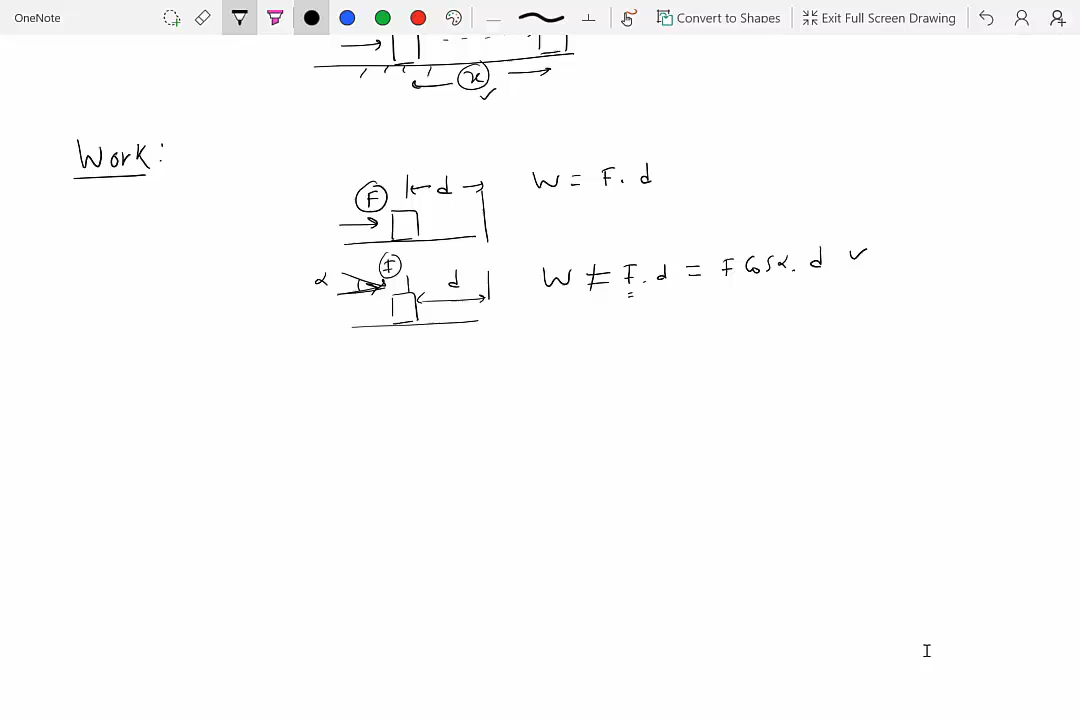 OneNote
Convert to Shapes
Exit Full Screen Drawing
x
Work:
F d W = F. d
α F d W ≠ F. d = F Cosα. d ✓